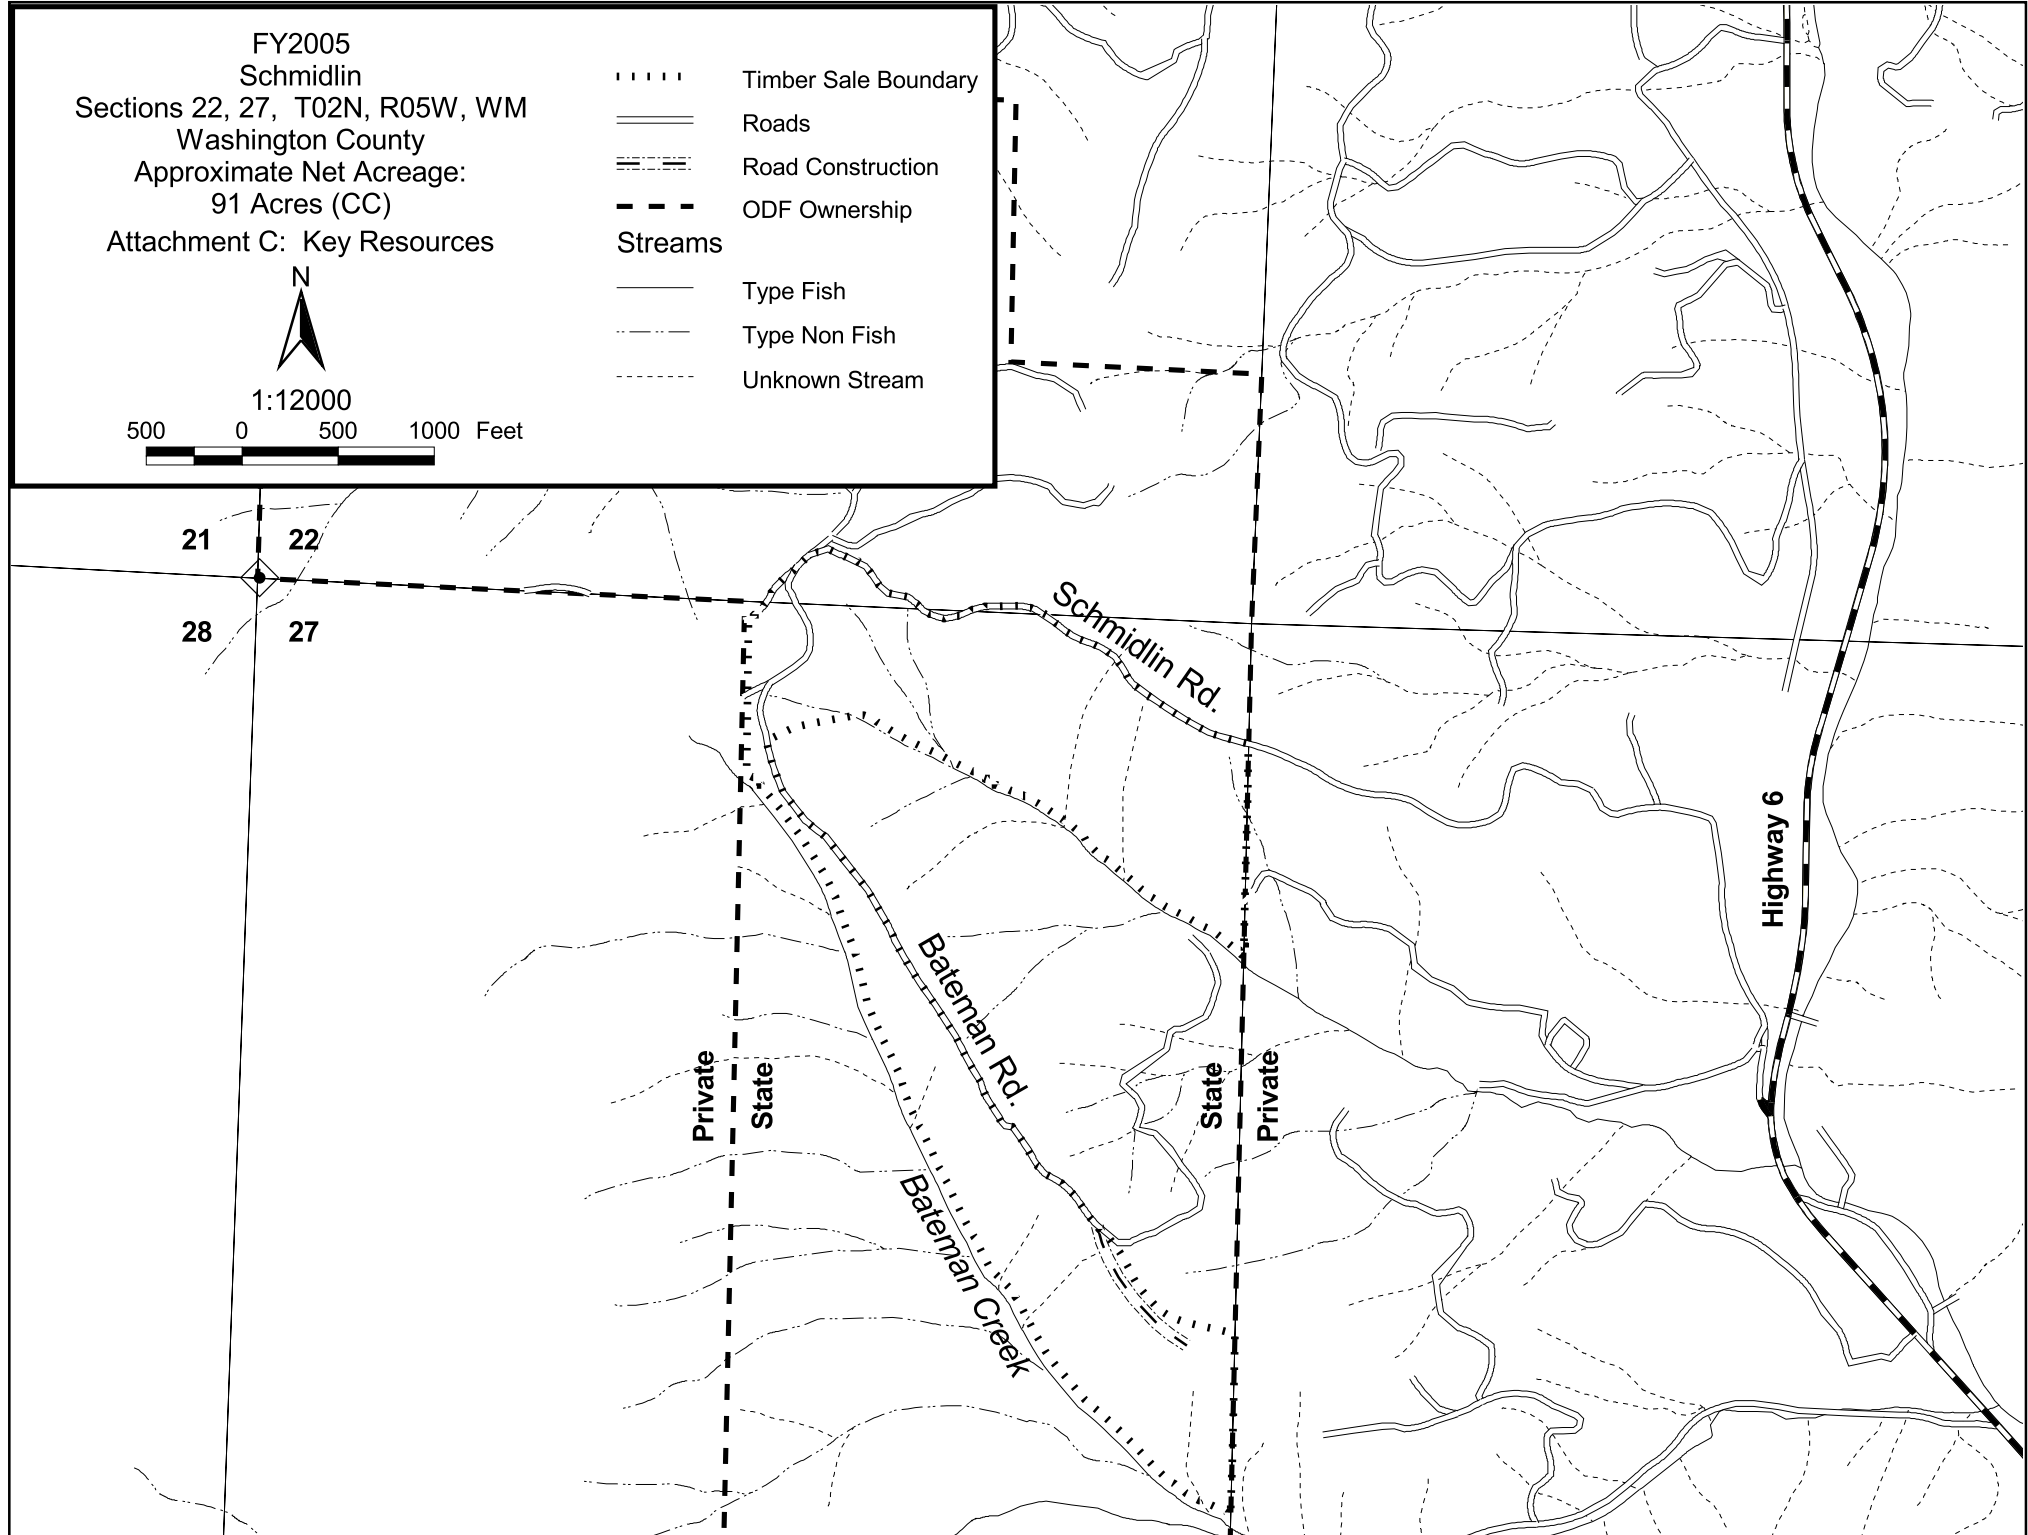 FY2005
Schmidlin
Sections 22, 27, T02N, R05W, WM
Washington County
Approximate Net Acreage:
91 Acres (CC)
Attachment C: Key Resources
N
1:12000
500 0 500 1000 Feet
Timber Sale Boundary
Roads
Road Construction
ODF Ownership
Streams
Type Fish
Type Non Fish
Unknown Stream
21 22
28 27
Schmidlin Rd.
Highway 6
Bateman Rd.
Private
State
State
Private
Bateman Creek